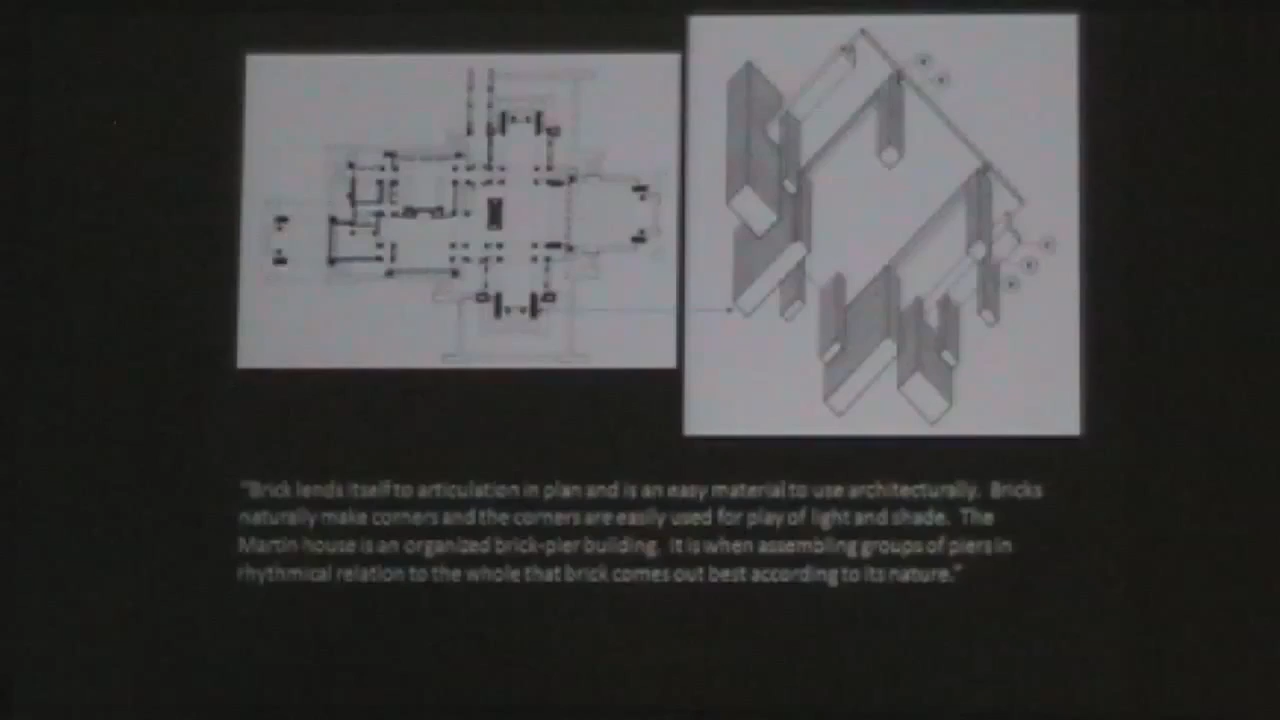 "Brick lends itself to articulation in plan and is an easy material to use architecturally.  Bricks
naturally make corners and the corners are easily used for play of light and shade.  The
Martin house is an organized brick-pier building.  It is when assembling groups of piers in
rhythmical relation to the whole that brick comes out best according to its nature."